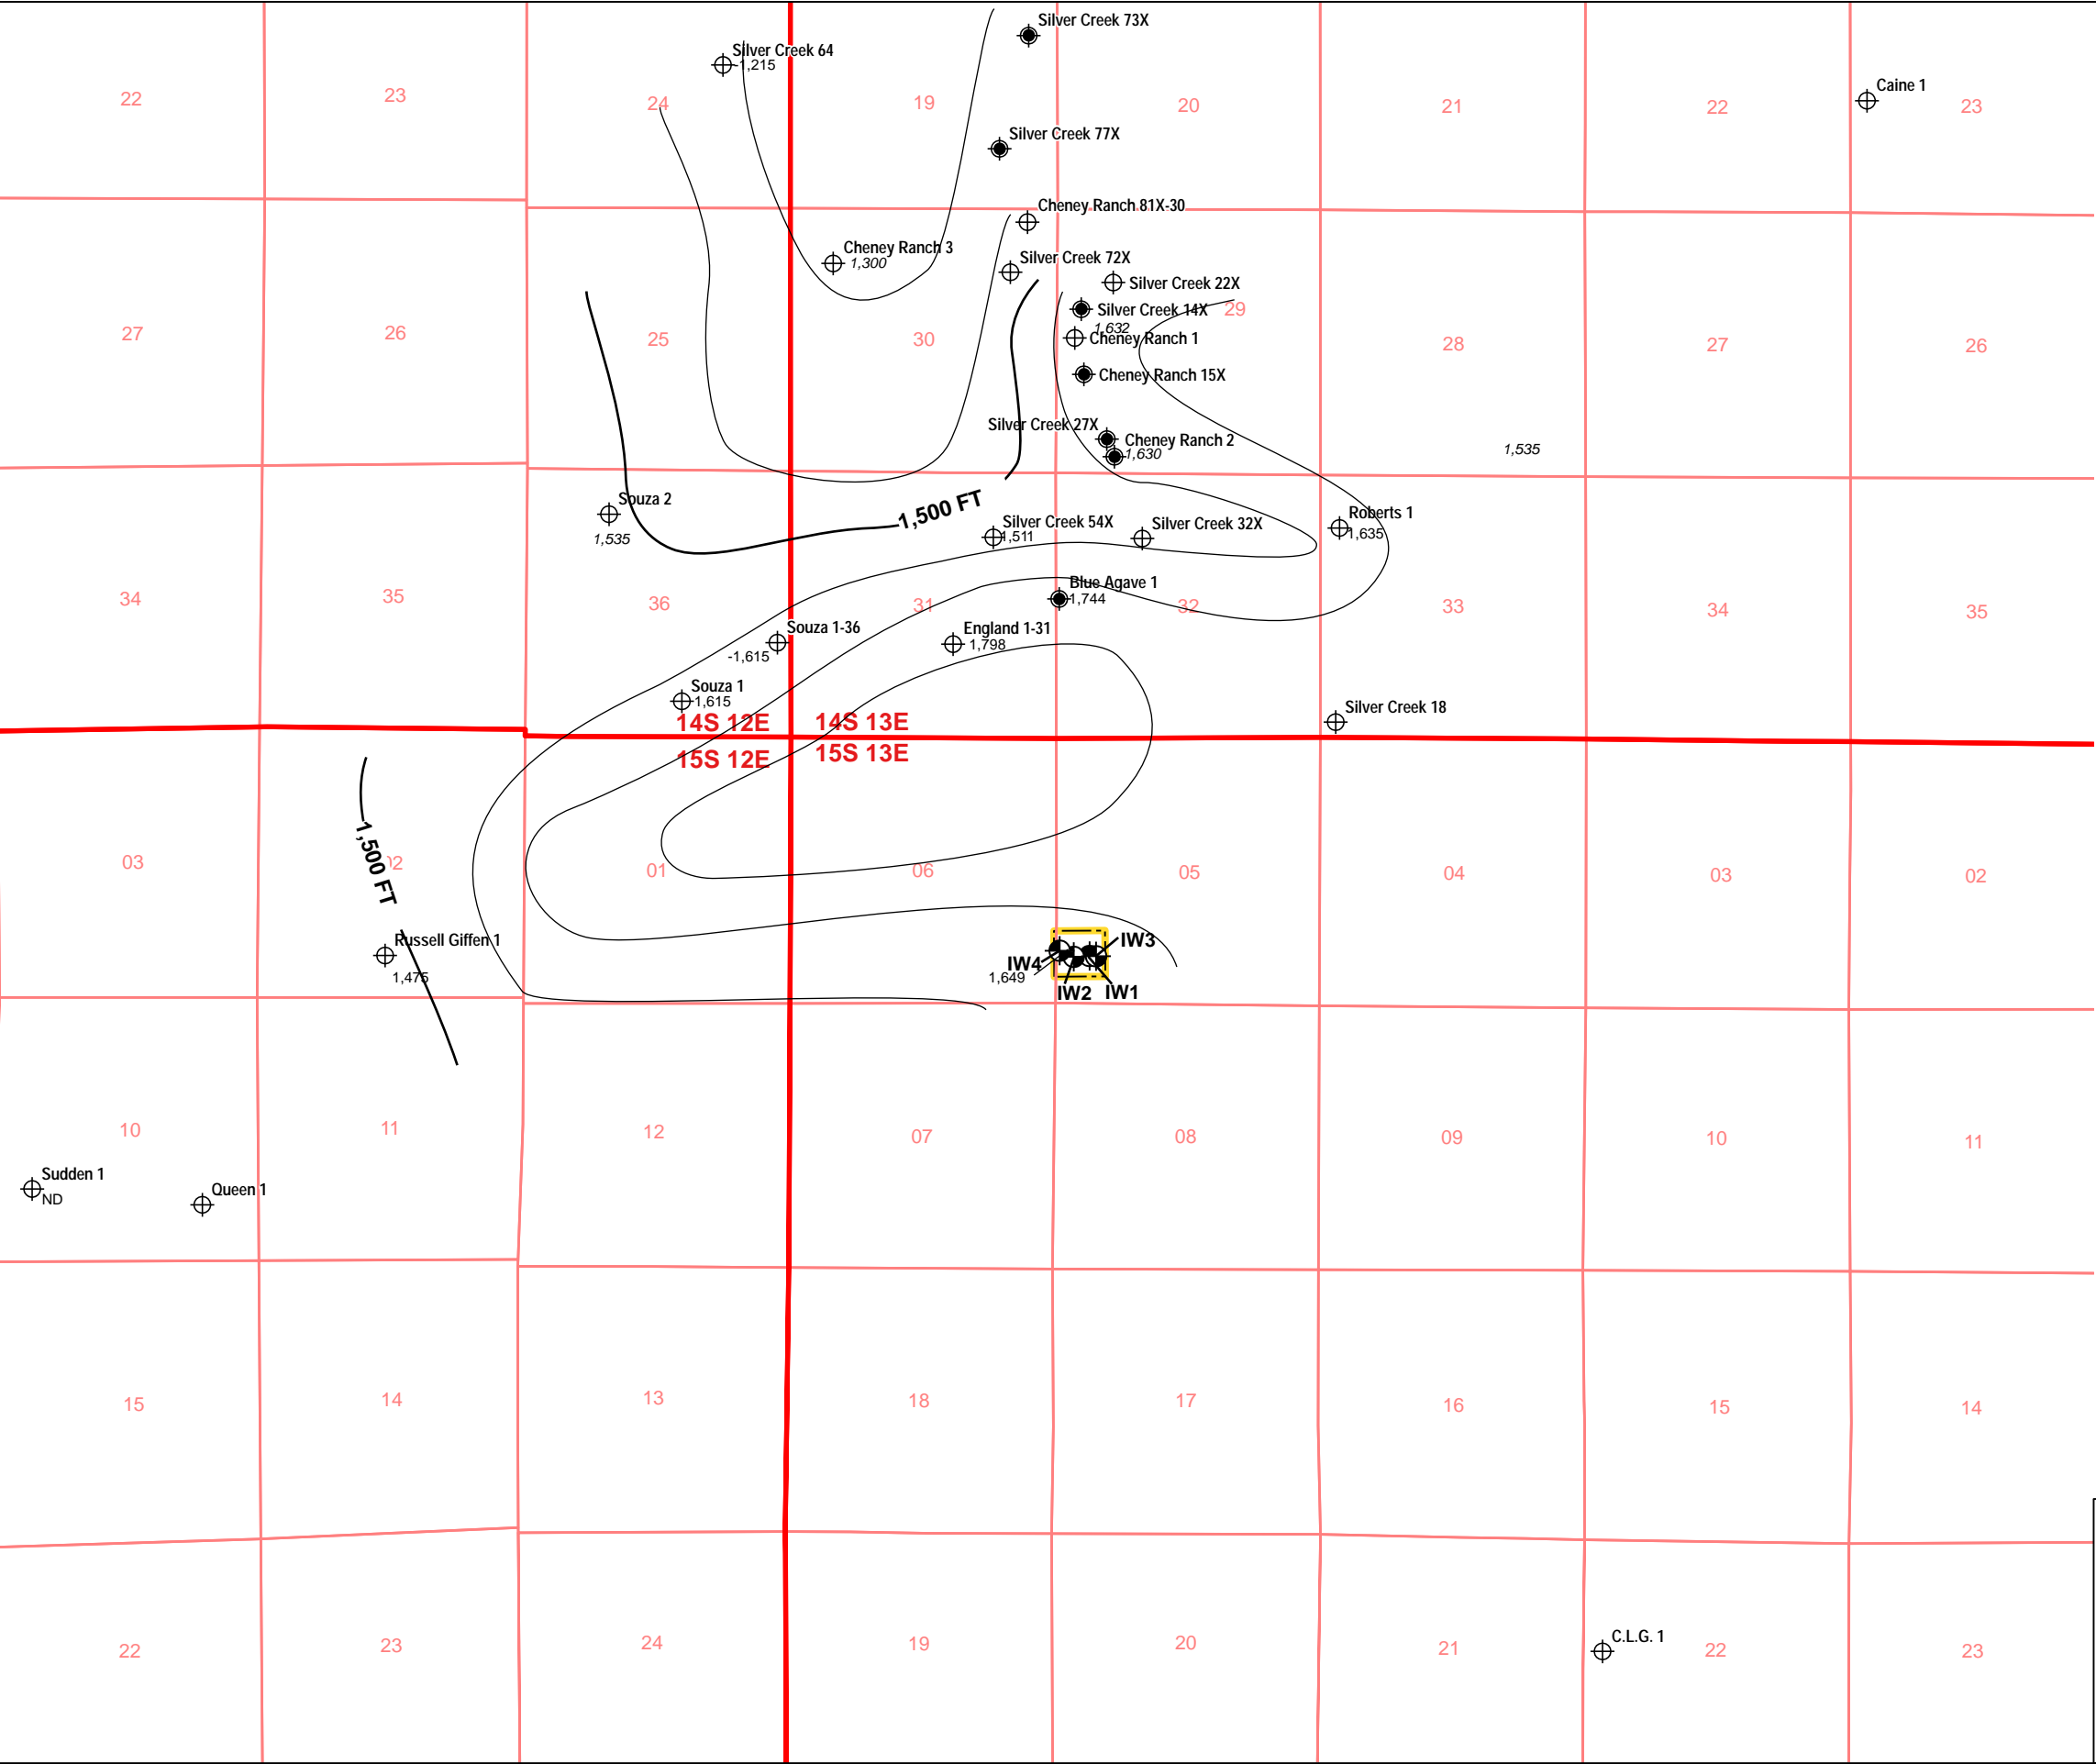 Silver Creek 73X
Silver Creek 64
-1,215
Caine 1
22
23
24
19
20
21
22
23
Silver Creek 77X
Cheney Ranch 81X-30
Cheney Ranch 3
1,300
Silver Creek 72X
Silver Creek 22X
Silver Creek 14X
29
1,632
Cheney Ranch 1
27
26
25
30
28
27
26
Cheney Ranch 15X
Silver Creek 27X
Cheney Ranch 2
1,630
1,535
Souza 2
1,535
1,500 FT
Silver Creek 54X
1,511
Silver Creek 32X
Roberts 1
1,635
Blue Agave 1
1,744
34
35
36
31
32
33
34
35
Souza 1-36
-1,615
England 1-31
1,798
Souza 1
1,615
Silver Creek 18
14S 12E
14S 13E
15S 12E
15S 13E
1,500 FT
03
02
01
06
05
04
03
02
Russell Giffen 1
1,475
IW3
IW4
1,649
IW2
IW1
10
11
12
07
08
09
10
11
Sudden 1
ND
Queen 1
15
14
13
18
17
16
15
14
22
23
24
19
20
21
C.L.G. 1
22
23